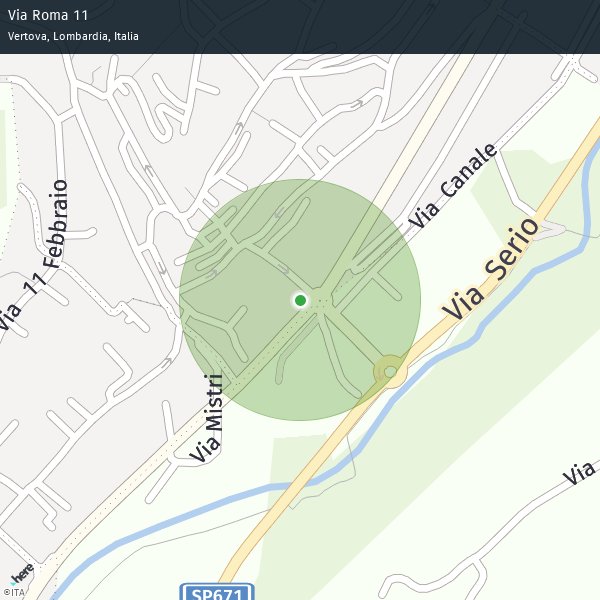 Via Roma 11
Vertova, Lombardia, Italia
Via Canale
Via 11 Febbraio
Via Serio
Via Mistri
Via
here
©ITA
SP671